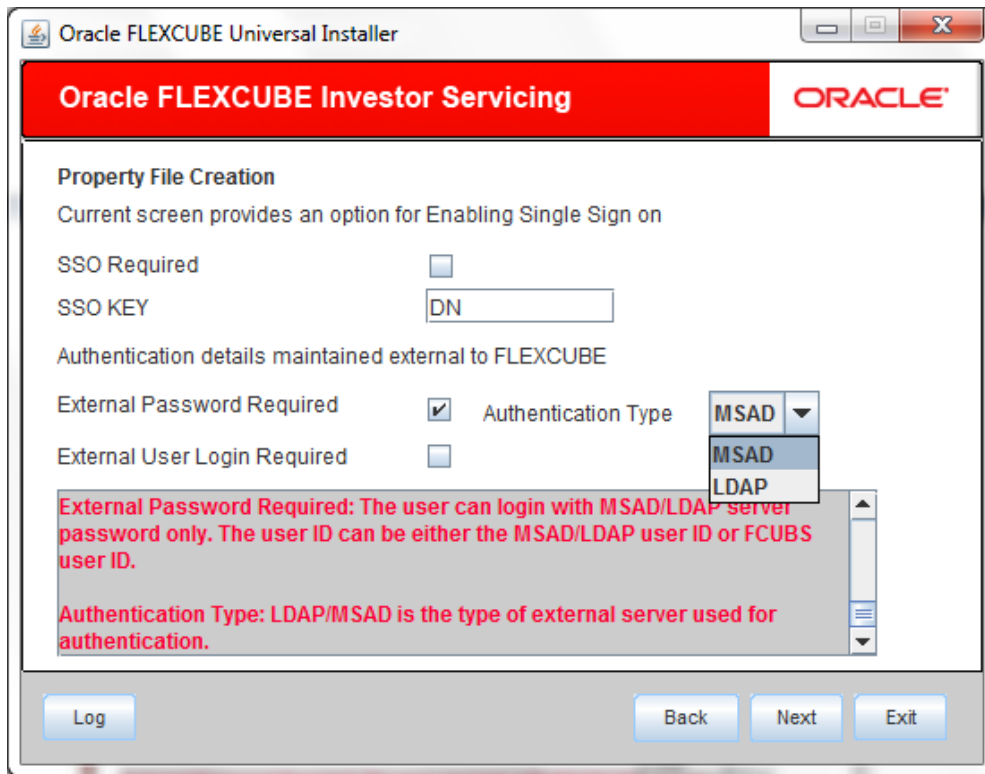 Oracle FLEXCUBE Universal Installer
Oracle FLEXCUBE Investor Servicing
ORACLE
Property File Creation
Current screen provides an option for Enabling Single Sign on
SSO Required
SSO KEY DN
Authentication details maintained external to FLEXCUBE
External Password Required Authentication Type MSAD
External User Login Required MSAD
LDAP
External Password Required: The user can login with MSAD/LDAP server
password only. The user ID can be either the MSAD/LDAP user ID or FCUBS
user ID.
Authentication Type: LDAP/MSAD is the type of external server used for
authentication.
Log Back Next Exit